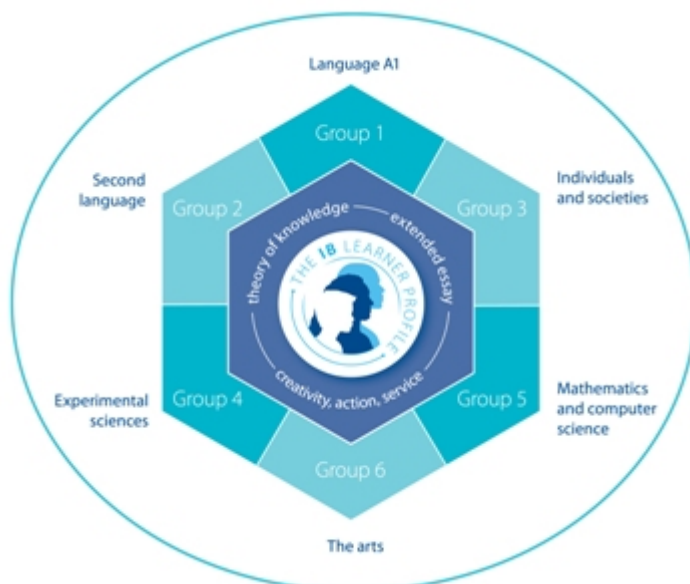 Language A1
Group 1
Second
language
Group 2
Group 3
Individuals
and societies
theory of knowledge
extended essay
THE IB LEARNER PROFILE
creativity, action, service
Experimental
sciences
Group 4
Group 5
Mathematics
and computer
science
Group 6
The arts